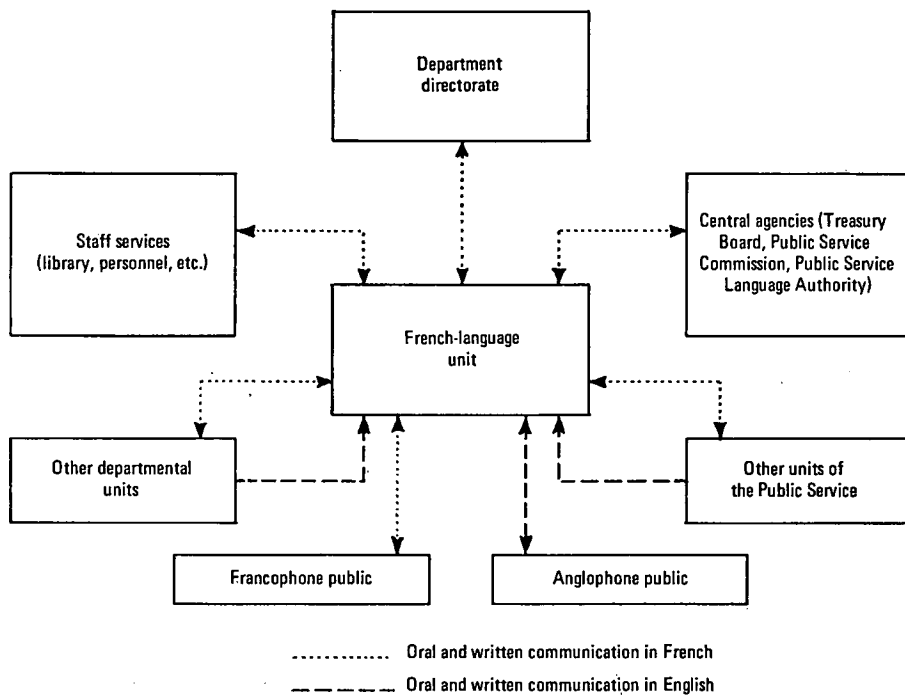 Department
directorate
Staff services
(library, personnel, etc.)
Central agencies (Treasury
Board, Public Service
Commission, Public Service
Language Authority)
French-language
unit
Other departmental
units
Other units of
the Public Service
Francophone public
Anglophone public
Oral and written communication in French
Oral and written communication in English